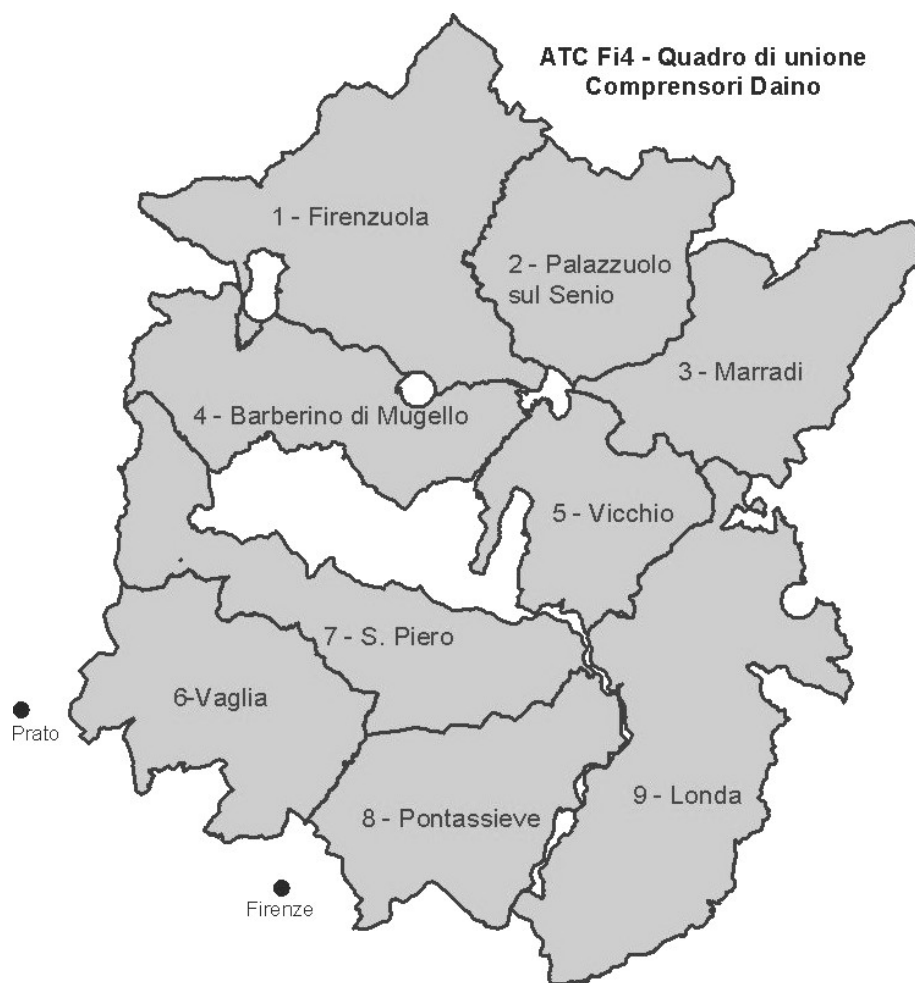 ATC Fi4 - Quadro di unione
Comprensori Daino
1 - Firenzuola
2 - Palazzuolo
sul Senio
3 - Marradi
4 - Barberino di Mugello
5 - Vicchio
7 - S. Piero
6-Vaglia
Prato
9 - Londa
8 - Pontassieve
Firenze